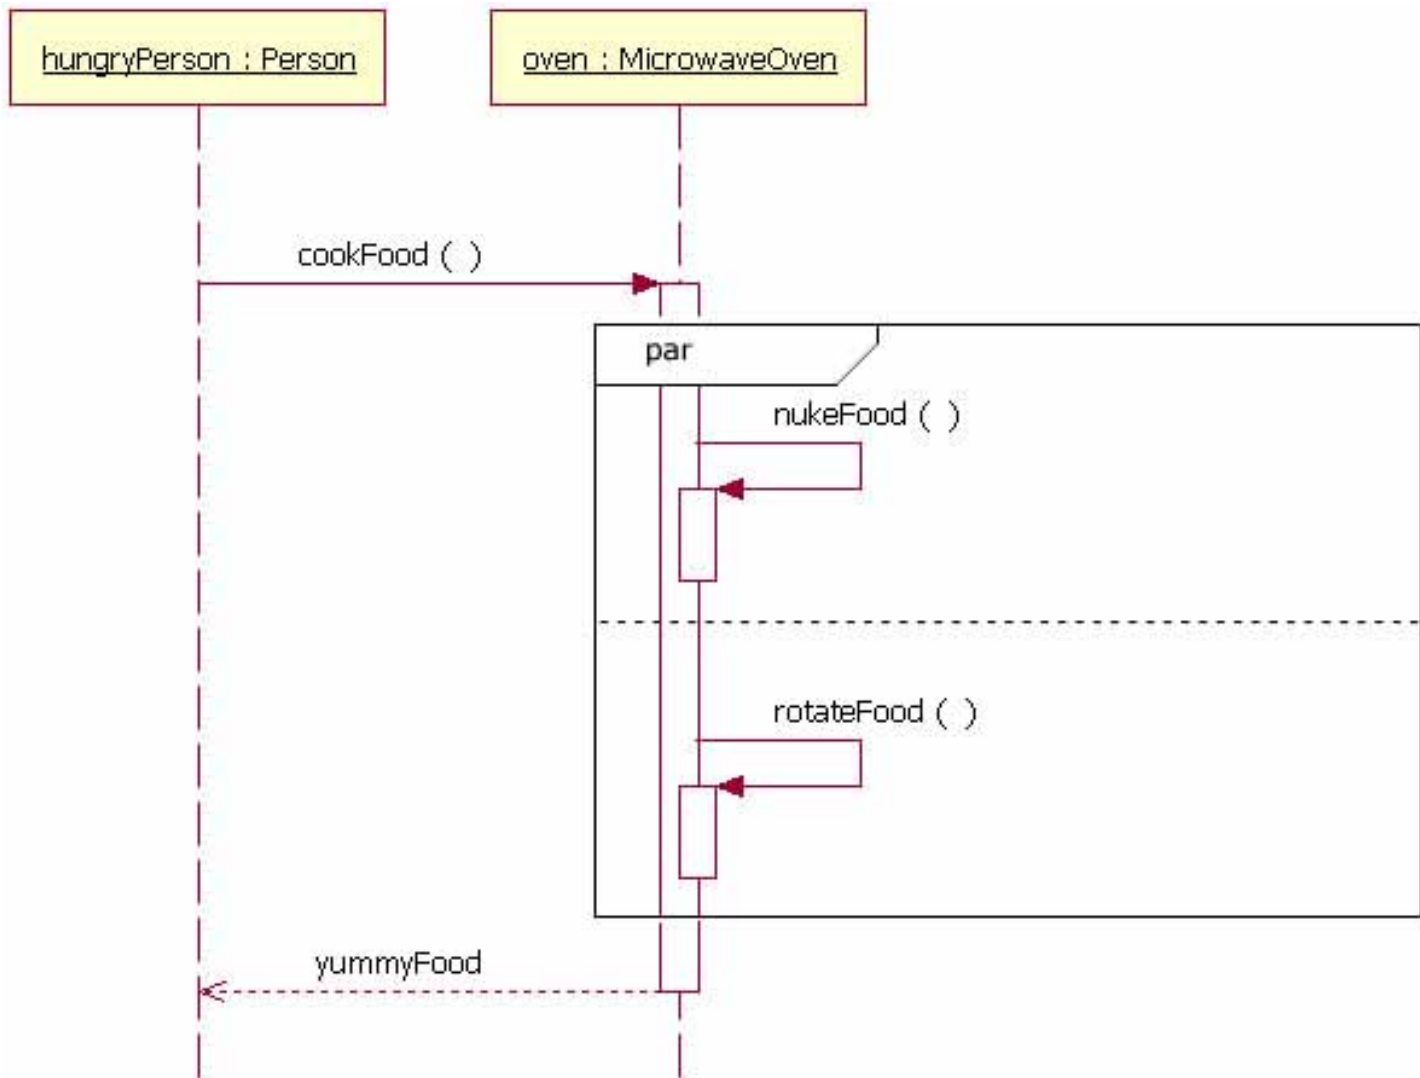 hungryPerson : Person
oven : MicrowaveOven
cookFood ( )
par
nukeFood ( )
rotateFood ( )
yummyFood